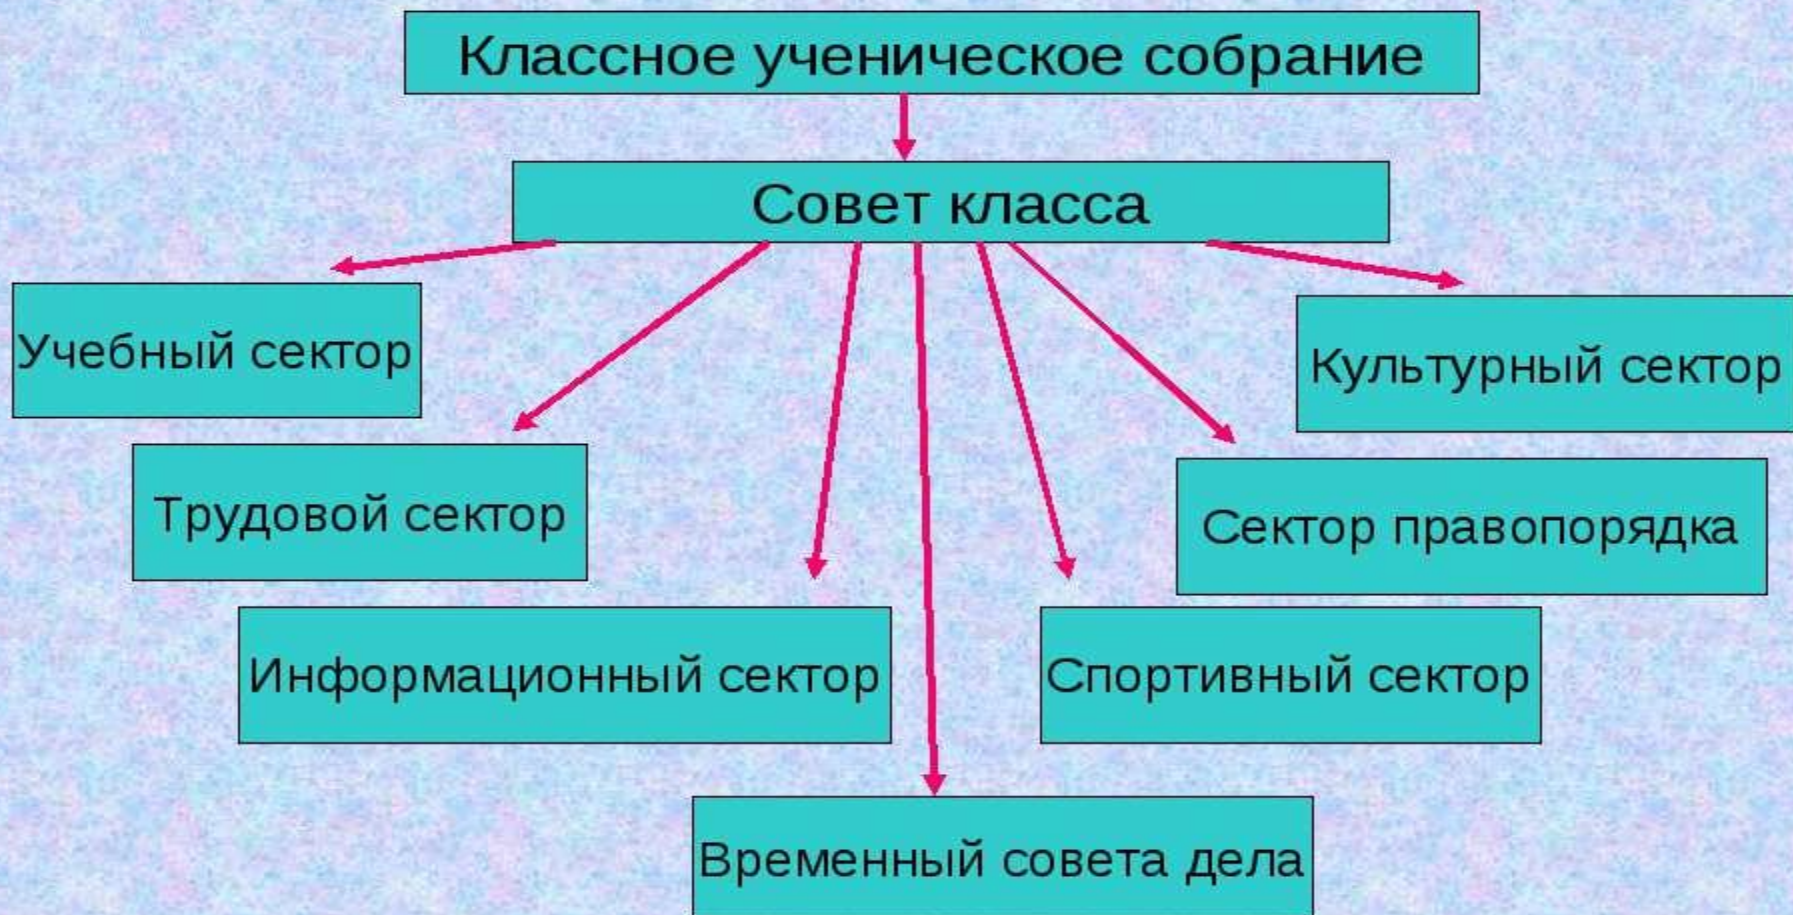 Классное ученическое собрание
Совет класса
Учебный сектор
Культурный сектор
Трудовой сектор
Сектор правопорядка
Информационный сектор
Спортивный сектор
Временный совета дела